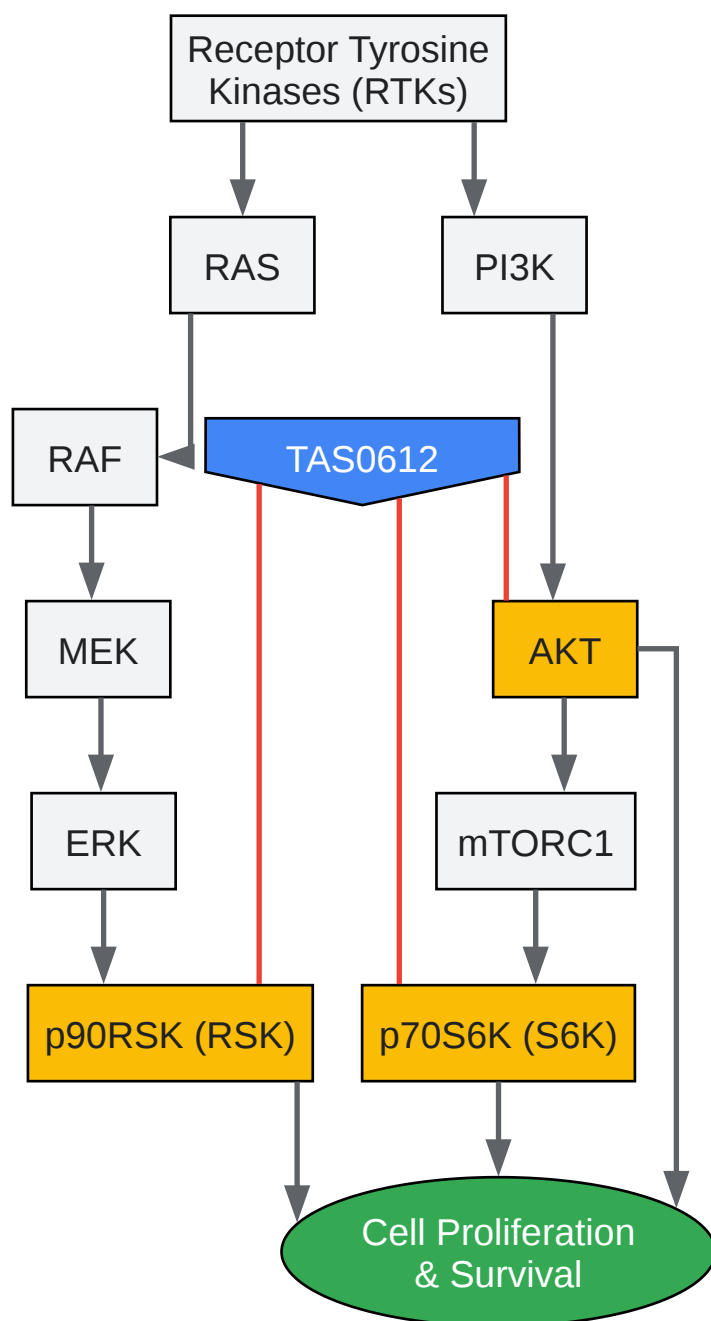 Receptor Tyrosine
Kinases (RTKs)
RAS
PI3K
RAF
TAS0612
MEK
AKT
ERK
mTORC1
p90RSK (RSK)
p70S6K (S6K)
Cell Proliferation
& Survival